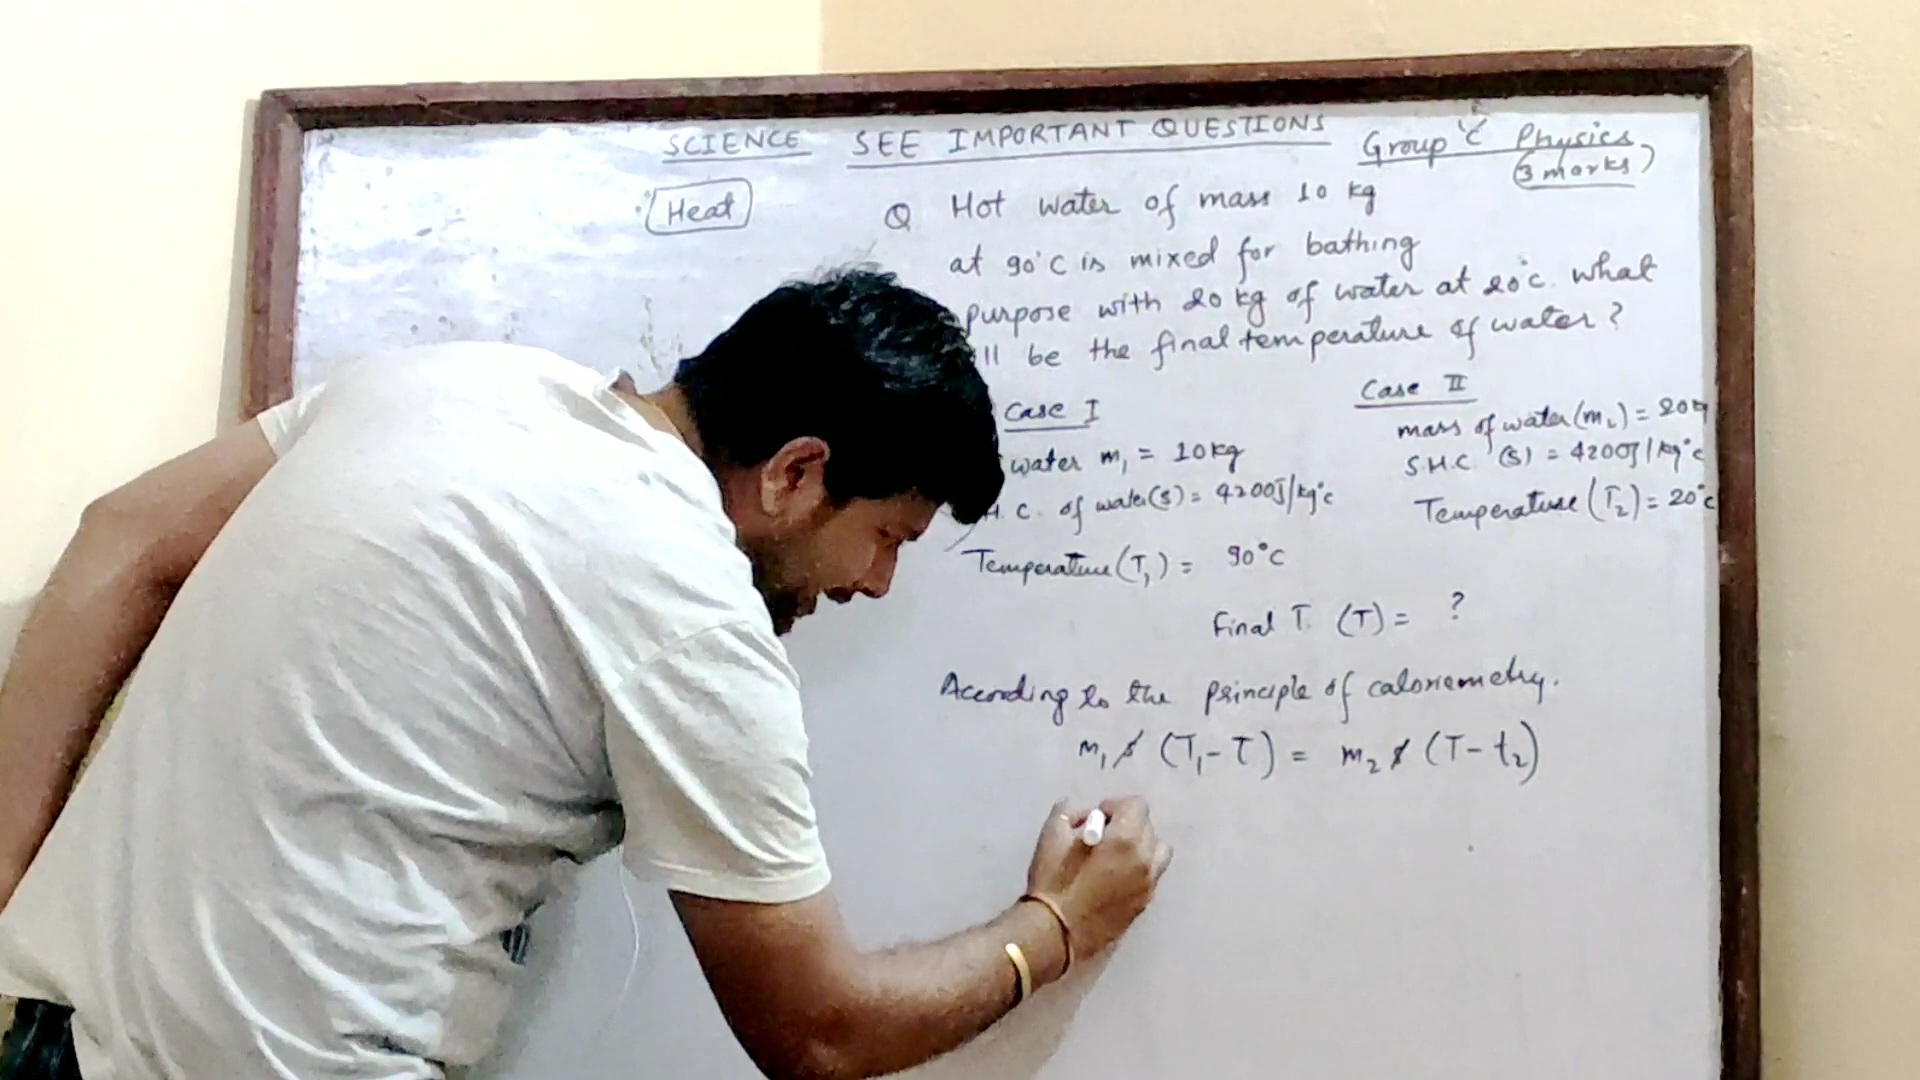 SCIENCE SEE IMPORTANT QUESTIONS Group 'C' Physics
(3 marks)
Heat
Q Hot water of mass 10 kg
at 90°C is mixed for bathing
purpose with 20 kg of water at 20°C. what
ll be the final temperature of water?
Case I
water m₁ = 10kg
H.C. of water(s) = 4200J/kg°c
Temperature (T₁) = 90°C
Case II
mass of water (m₂) = 20kg
S.H.C. (s) = 4200J/kg°c
Temperature (T₂) = 20°c
Final T. (T) = ?
According to the principle of caloriemetry.
m₁ s (T₁ - T) = m₂ s (T - t₂)